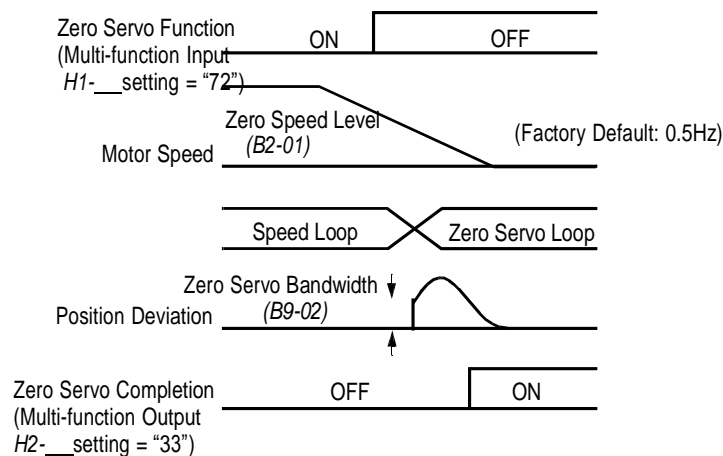 Zero Servo Function
(Multi-function Input
H1-__setting = “72”)
ON
OFF
Zero Speed Level
(B2-01)
(Factory Default: 0.5Hz)
Motor Speed
Speed Loop
Zero Servo Loop
Zero Servo Bandwidth
(B9-02)
Position Deviation
Zero Servo Completion
(Multi-function Output
H2-__setting = “33”)
OFF
ON